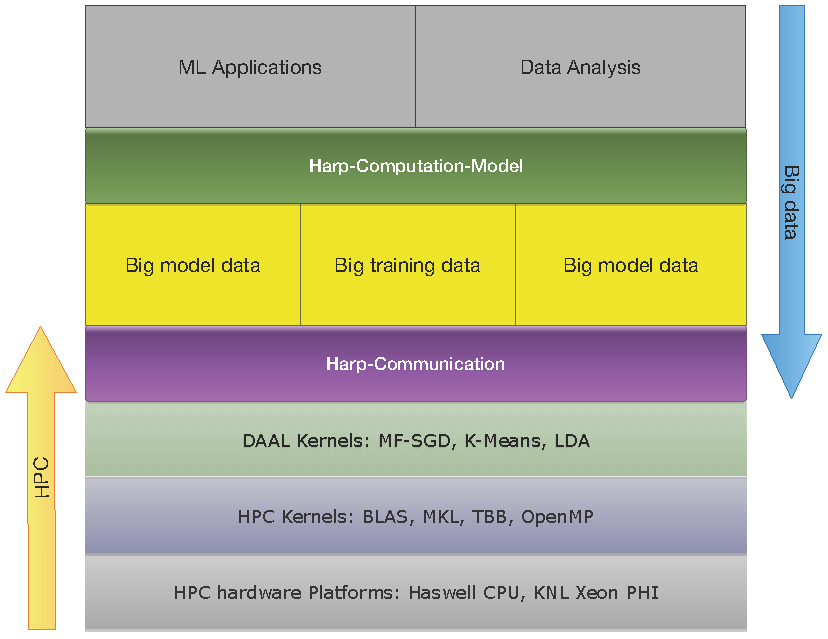 ML Applications
Data Analysis
Harp-Computation-Model
Big data
Big model data
Big training data
Big model data
Harp-Communication
DAAL Kernels: MF-SGD, K-Means, LDA
HPC
HPC Kernels: BLAS, MKL, TBB, OpenMP
HPC hardware Platforms: Haswell CPU, KNL Xeon PHI